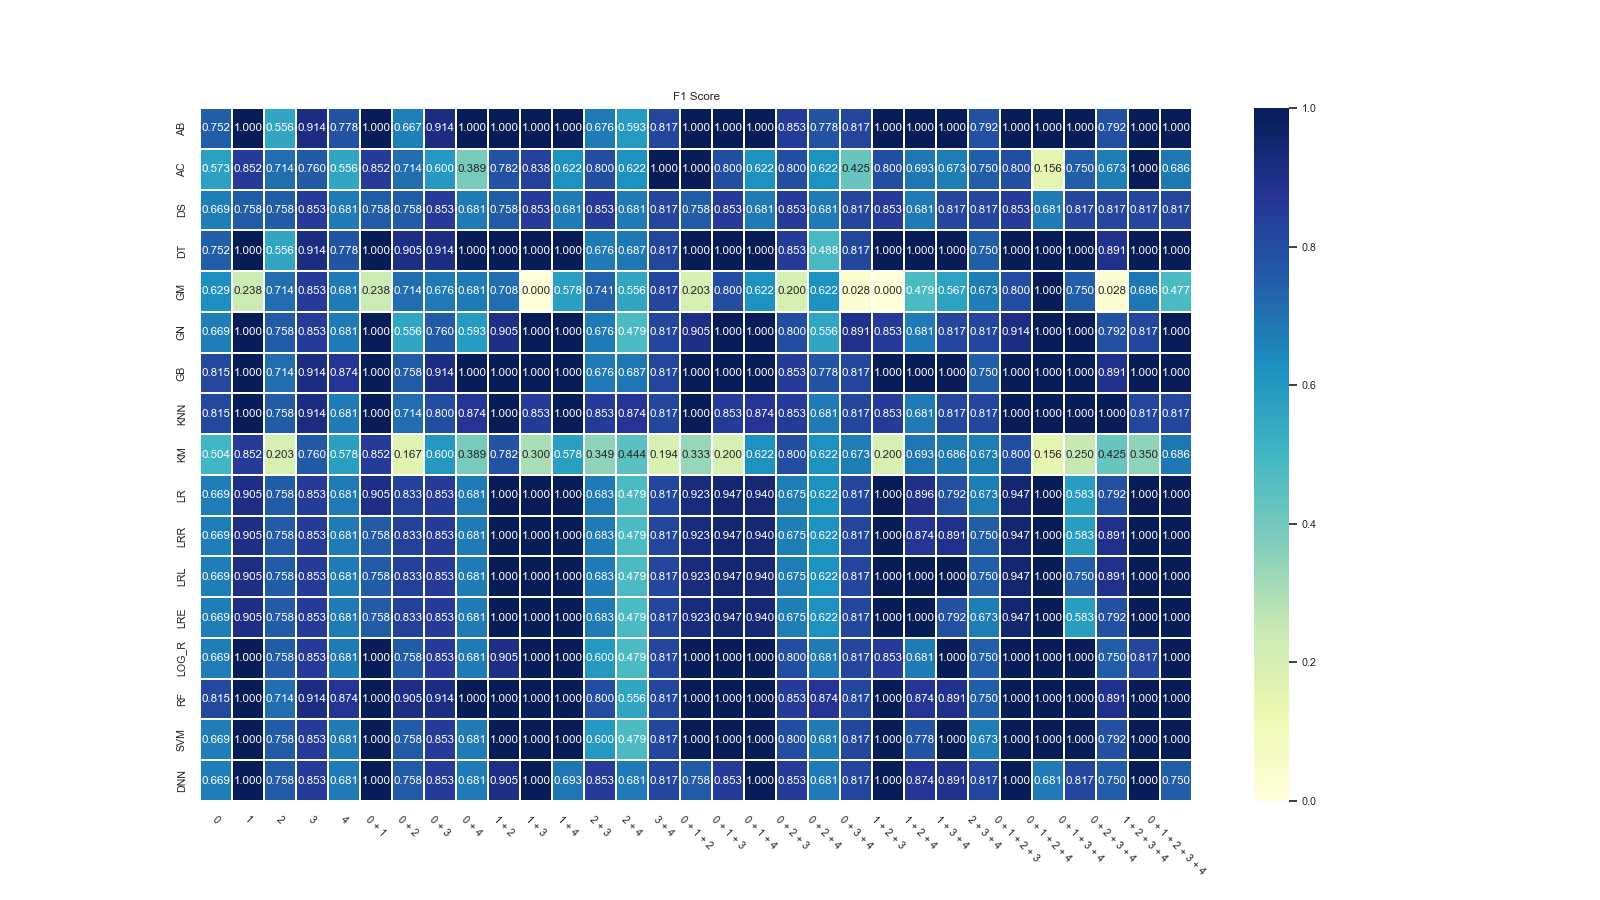 F1 Score
AB 0.752 1.000 0.556 0.914 0.778 1.000 0.667 0.914 1.000 1.000 1.000 1.000 0.676 0.593 0.817 1.000 1.000 1.000 0.853 0.778 0.817 1.000 1.000 1.000 0.792 1.000 1.000 1.000 0.792 1.000 1.000
AC 0.573 0.852 0.714 0.760 0.556 0.852 0.714 0.600 0.389 0.782 0.838 0.622 0.800 0.622 1.000 1.000 0.800 0.622 0.800 0.622 0.425 0.800 0.693 0.673 0.750 0.800 0.156 0.750 0.673 1.000 0.686
DS 0.669 0.758 0.758 0.853 0.681 0.758 0.758 0.853 0.681 0.758 0.853 0.681 0.853 0.681 0.817 0.758 0.853 0.681 0.853 0.681 0.817 0.853 0.681 0.817 0.817 0.853 0.681 0.817 0.817 0.817 0.817
DT 0.752 1.000 0.556 0.914 0.778 1.000 0.905 0.914 1.000 1.000 1.000 1.000 0.676 0.687 0.817 1.000 1.000 1.000 0.853 0.488 0.817 1.000 1.000 1.000 0.750 1.000 1.000 1.000 0.891 1.000 1.000
GM 0.629 0.238 0.714 0.853 0.681 0.238 0.714 0.676 0.681 0.708 0.000 0.578 0.741 0.556 0.817 0.203 0.800 0.622 0.200 0.622 0.028 0.000 0.479 0.567 0.673 0.800 1.000 0.750 0.028 0.686 0.477
GN 0.669 1.000 0.758 0.853 0.681 1.000 0.556 0.760 0.593 0.905 1.000 1.000 0.676 0.479 0.817 0.905 1.000 1.000 0.800 0.556 0.891 0.853 0.681 0.817 0.817 0.914 1.000 1.000 0.792 0.817 1.000
GB 0.815 1.000 0.714 0.914 0.874 1.000 0.758 0.914 1.000 1.000 1.000 1.000 0.676 0.687 0.817 1.000 1.000 1.000 0.853 0.778 0.817 1.000 1.000 1.000 0.750 1.000 1.000 1.000 0.891 1.000 1.000
KNN 0.815 1.000 0.758 0.914 0.681 1.000 0.714 0.800 0.874 1.000 0.853 1.000 0.853 0.874 0.817 1.000 0.853 0.874 0.853 0.681 0.817 0.853 0.681 0.817 0.817 1.000 1.000 1.000 1.000 0.817 0.817
KM 0.504 0.852 0.203 0.760 0.578 0.852 0.167 0.600 0.389 0.782 0.300 0.578 0.349 0.444 0.194 0.333 0.200 0.622 0.800 0.622 0.673 0.200 0.693 0.686 0.673 0.800 0.156 0.250 0.425 0.350 0.686
LR 0.669 0.905 0.758 0.853 0.681 0.905 0.833 0.853 0.681 1.000 1.000 1.000 0.683 0.479 0.817 0.923 0.947 0.940 0.675 0.622 0.817 1.000 0.896 0.792 0.673 0.947 1.000 0.583 0.792 1.000 1.000
LRR 0.669 0.905 0.758 0.853 0.681 0.758 0.833 0.853 0.681 1.000 1.000 1.000 0.683 0.479 0.817 0.923 0.947 0.940 0.675 0.622 0.817 1.000 0.874 0.891 0.750 0.947 1.000 0.583 0.891 1.000 1.000
LRL 0.669 0.905 0.758 0.853 0.681 0.758 0.833 0.853 0.681 1.000 1.000 1.000 0.683 0.479 0.817 0.923 0.947 0.940 0.675 0.622 0.817 1.000 1.000 1.000 0.750 0.947 1.000 0.750 0.891 1.000 1.000
LRE 0.669 0.905 0.758 0.853 0.681 0.758 0.833 0.853 0.681 1.000 1.000 1.000 0.683 0.479 0.817 0.923 0.947 0.940 0.675 0.622 0.817 1.000 1.000 0.792 0.673 0.947 1.000 0.583 0.792 1.000 1.000
LOG_R 0.669 1.000 0.758 0.853 0.681 1.000 0.758 0.853 0.681 0.905 1.000 1.000 0.600 0.479 0.817 1.000 1.000 1.000 0.800 0.681 0.817 0.853 0.681 1.000 0.750 1.000 1.000 1.000 0.750 0.817 1.000
RF 0.815 1.000 0.714 0.914 0.874 1.000 0.905 0.914 1.000 1.000 1.000 1.000 0.800 0.556 0.817 1.000 1.000 1.000 0.853 0.874 0.817 1.000 0.874 0.891 0.750 1.000 1.000 1.000 0.891 1.000 1.000
SVM 0.669 1.000 0.758 0.853 0.681 1.000 0.758 0.853 0.681 1.000 1.000 1.000 0.600 0.479 0.817 1.000 1.000 1.000 0.800 0.681 0.817 1.000 0.778 1.000 0.673 1.000 1.000 1.000 0.792 1.000 1.000
DNN 0.669 1.000 0.758 0.853 0.681 1.000 0.758 0.853 0.681 0.905 1.000 0.693 0.853 0.681 0.817 0.758 0.853 1.000 0.853 0.681 0.817 1.000 0.874 0.891 0.817 1.000 0.681 0.817 0.750 1.000 0.750
0 1 2 3 4 0 + 1 0 + 2 0 + 3 0 + 4 1 + 2 1 + 3 1 + 4 2 + 3 2 + 4 3 + 4 0 + 1 + 2 0 + 1 + 3 0 + 1 + 4 0 + 2 + 3 0 + 2 + 4 0 + 3 + 4 1 + 2 + 3 1 + 2 + 4 1 + 3 + 4 2 + 3 + 4 0 + 1 + 2 + 3 0 + 1 + 2 + 4 0 + 1 + 3 + 4 0 + 2 + 3 + 4 1 + 2 + 3 + 4 0 + 1 + 2 + 3 + 4
1.0
0.8
0.6
0.4
0.2
0.0